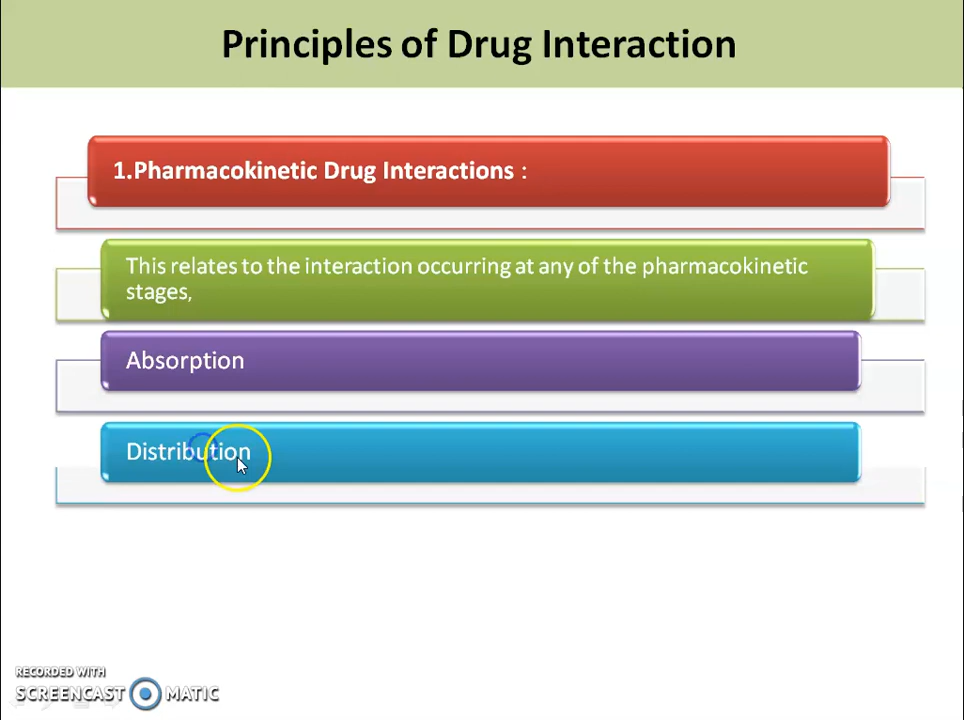 Principles of Drug Interaction
1.Pharmacokinetic Drug Interactions :
This relates to the interaction occurring at any of the pharmacokinetic
stages,
Absorption
Distribution
RECORDED WITH
SCREENCAST MATIC